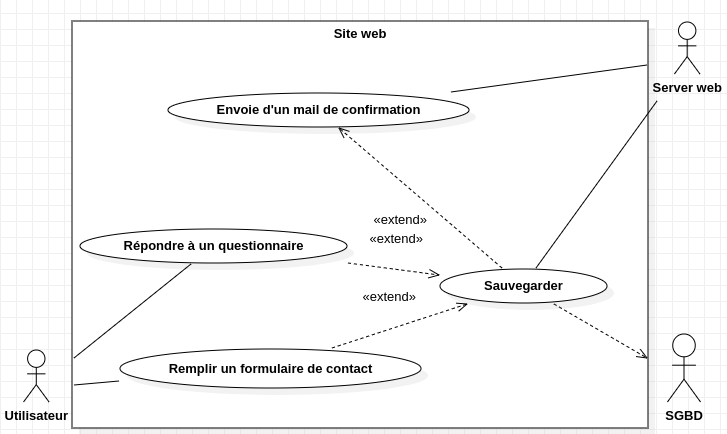 Site web
Server web
Envoie d'un mail de confirmation
«extend»
«extend»
Répondre à un questionnaire
Sauvegarder
«extend»
Remplir un formulaire de contact
Utilisateur
SGBD